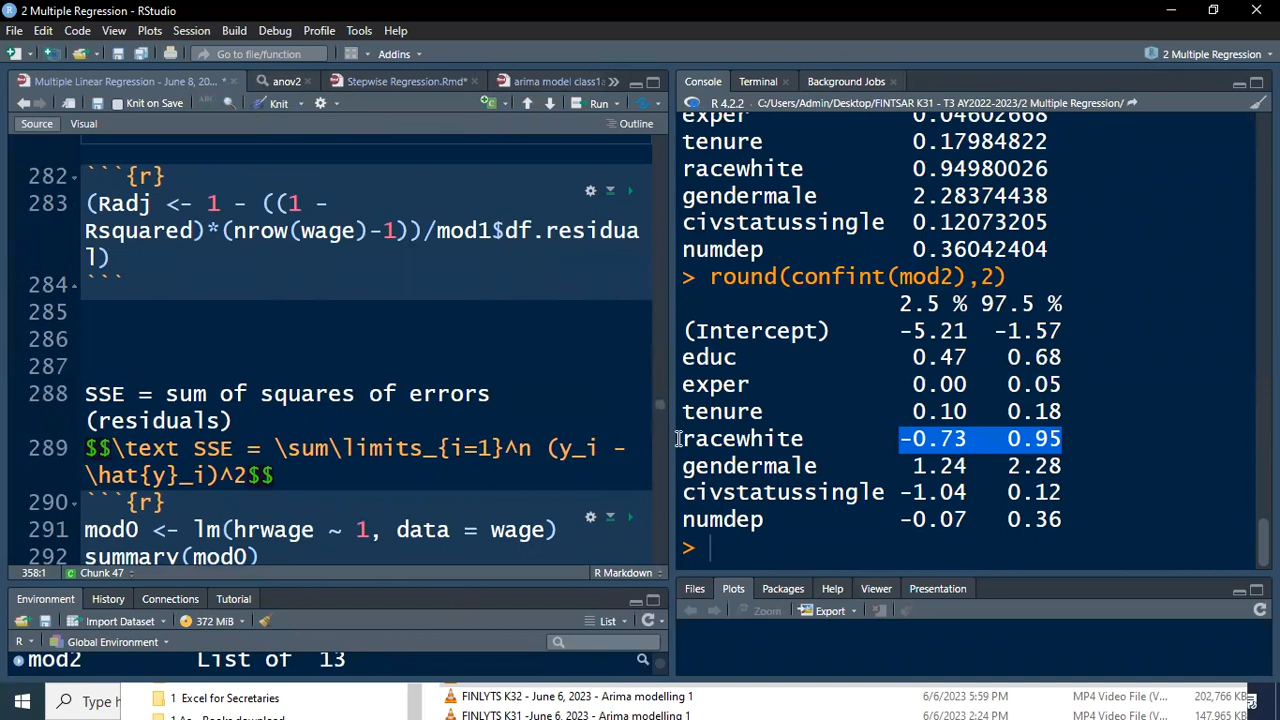 2 Multiple Regression - RStudio
File Edit Code View Plots Session Build Debug Profile Tools Help
Go to file/function Addins 2 Multiple Regression
Multiple Linear Regression - June 8, 20... * anov2 Stepwise Regression.Rmd* arima model class1a
Knit on Save Knit Run
Source Visual Outline
282 ```{r}
283 (Radj <- 1 - ((1 -
Rsquared)*(nrow(wage)-1))/mod1$df.residua
l)
284 ```
285
286
287
288 SSE = sum of squares of errors
(residuals)
289 $$\text SSE = \sum\limits_{i=1}^n (y_i -
\hat{y}_i)^2$$
290 ```{r}
291 mod0 <- lm(hrwage ~ 1, data = wage)
292 summary(mod0)
358:1 Chunk 47 R Markdown
Environment History Connections Tutorial
Import Dataset 372 MiB List
R Global Environment
mod2 List of 13
Console Terminal Background Jobs
R 4.2.2 . C:/Users/Admin/Desktop/FINTSAR K31 - T3 AY2022-2023/2 Multiple Regression/
exper 0.04602668
tenure 0.17984822
racewhite 0.94980026
gendermale 2.28374438
civstatussingle 0.12073205
numdep 0.36042404
> round(confint(mod2),2)
2.5 % 97.5 %
(Intercept) -5.21 -1.57
educ 0.47 0.68
exper 0.00 0.05
tenure 0.10 0.18
racewhite -0.73 0.95
gendermale 1.24 2.28
civstatussingle -1.04 0.12
numdep -0.07 0.36
>
Files Plots Packages Help Viewer Presentation
Zoom Export
Type h
1 Excel for Secretaries
FINLYTS K32 - June 6, 2023 - Arima modelling 1 6/6/2023 5:59 PM MP4 Video File (V... 202,766 KB
FINLYTS K31 -June 6, 2023 - Arima modelling 1 6/6/2023 2:24 PM MP4 Video File (V... 147,965 KB